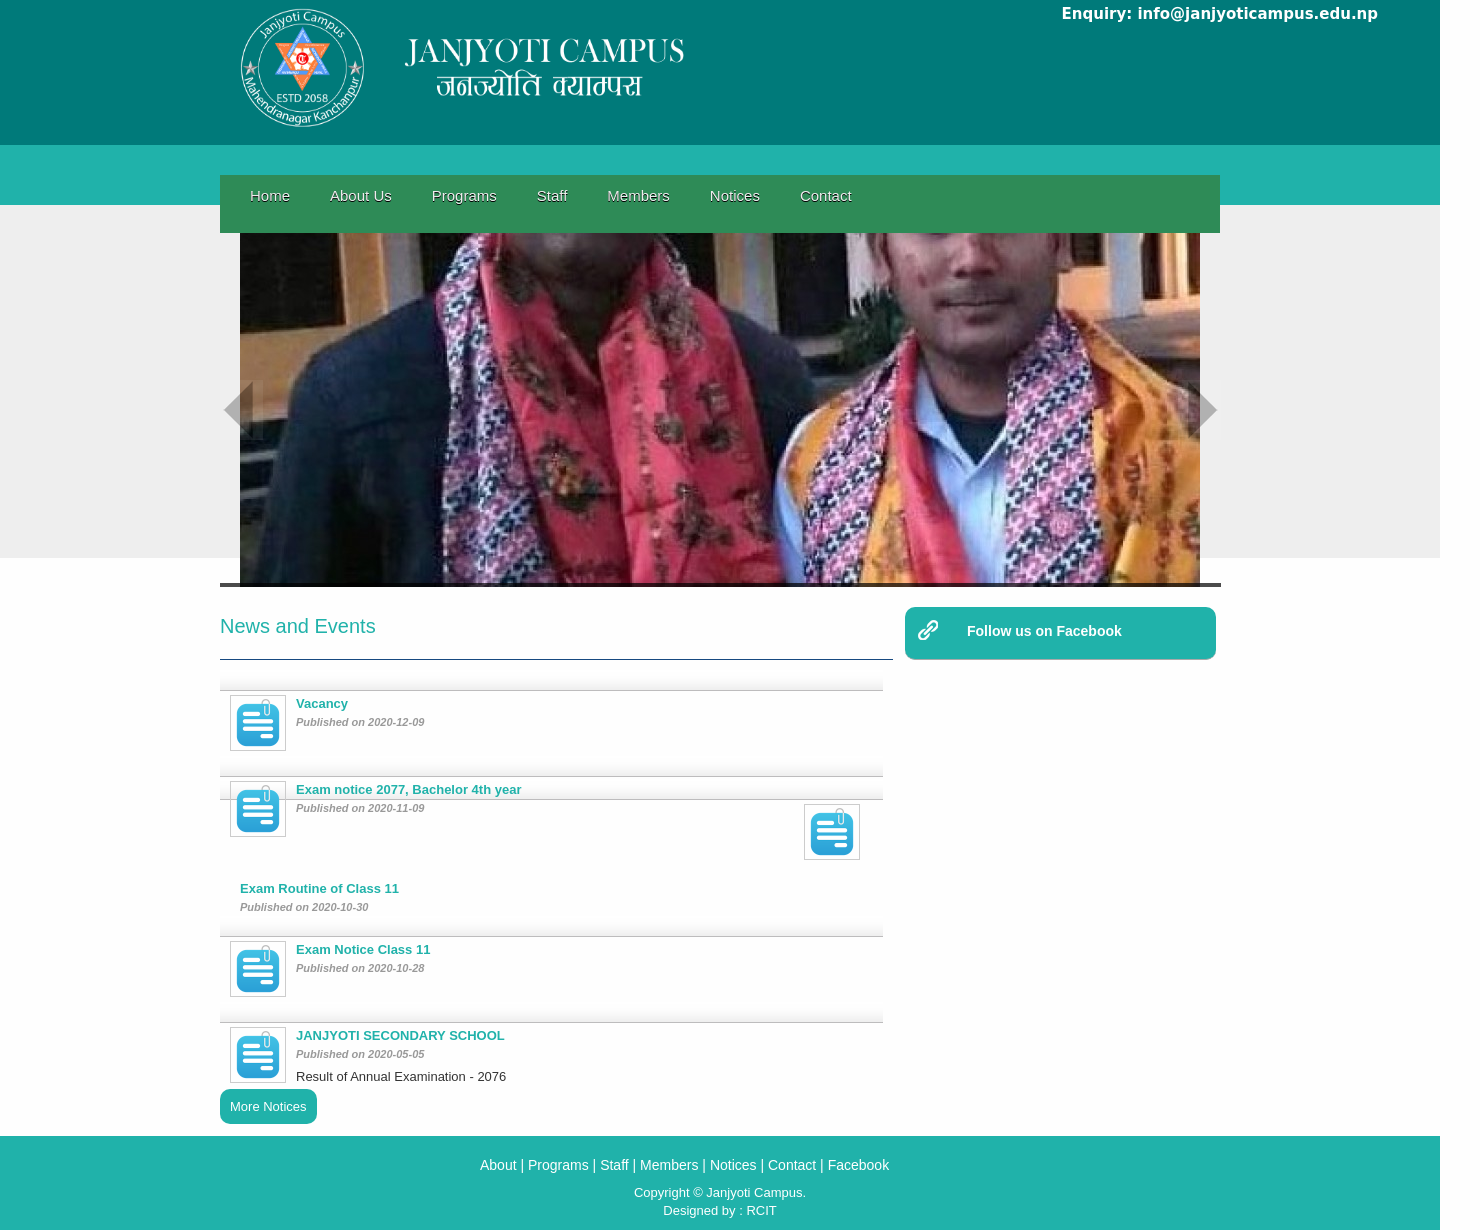 Enquiry: info@janjyoticampus.edu.np
Janjyoti Campus
ESTD 2058
Mahendranagar Kanchanpur
JANJYOTI CAMPUS
जनज्योति क्याम्पस
Home About Us Programs Staff Members Notices Contact
News and Events
Follow us on Facebook
Vacancy
Published on 2020-12-09
Exam notice 2077, Bachelor 4th year
Published on 2020-11-09
Exam Routine of Class 11
Published on 2020-10-30
Exam Notice Class 11
Published on 2020-10-28
JANJYOTI SECONDARY SCHOOL
Published on 2020-05-05
Result of Annual Examination - 2076
More Notices
About | Programs | Staff | Members | Notices | Contact | Facebook
Copyright © Janjyoti Campus.
Designed by : RCIT